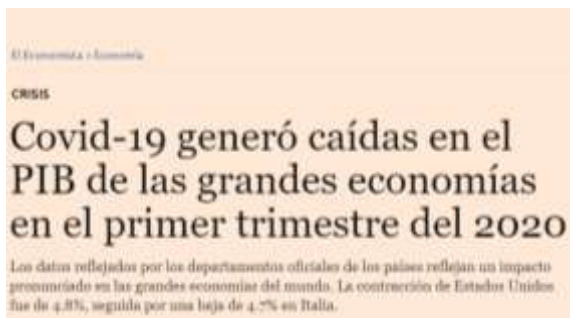 El Economista > Economía
CRISIS
Covid-19 generó caídas en el
PIB de las grandes economías
en el primer trimestre del 2020
Los datos reflejados por los departamentos oficiales de los países reflejan un impacto
pronunciado en las grandes economías del mundo. La contracción de Estados Unidos
fue de 4.8%, seguida por una baja de 4.7% en Italia.